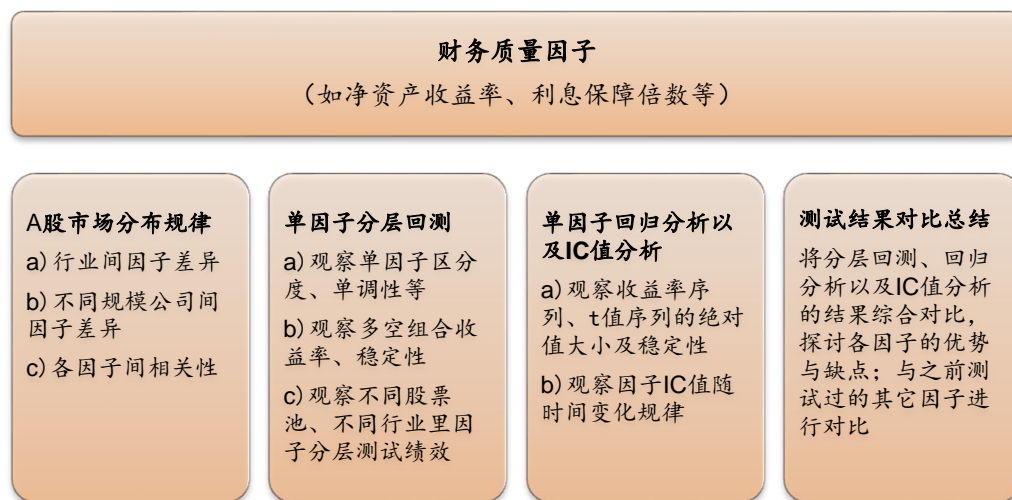 财务质量因子
（如净资产收益率、利息保障倍数等）
A股市场分布规律
a)行业间因子差异
b)不同规模公司间
因子差异
c)各因子间相关性
单因子分层回测
a)观察单因子区分
度、单调性等
b)观察多空组合收
益率、稳定性
c)观察不同股票
池、不同行业里因
子分层测试绩效
单因子回归分析以
及IC值分析
a)观察收益率序
列、t值序列的绝对
值大小及稳定性
b)观察因子IC值随
时间变化规律
测试结果对比总结
将分层回测、回归
分析以及IC值分析
的结果综合对比，
探讨各因子的优势
与缺点；与之前测
试过的其它因子进
行对比